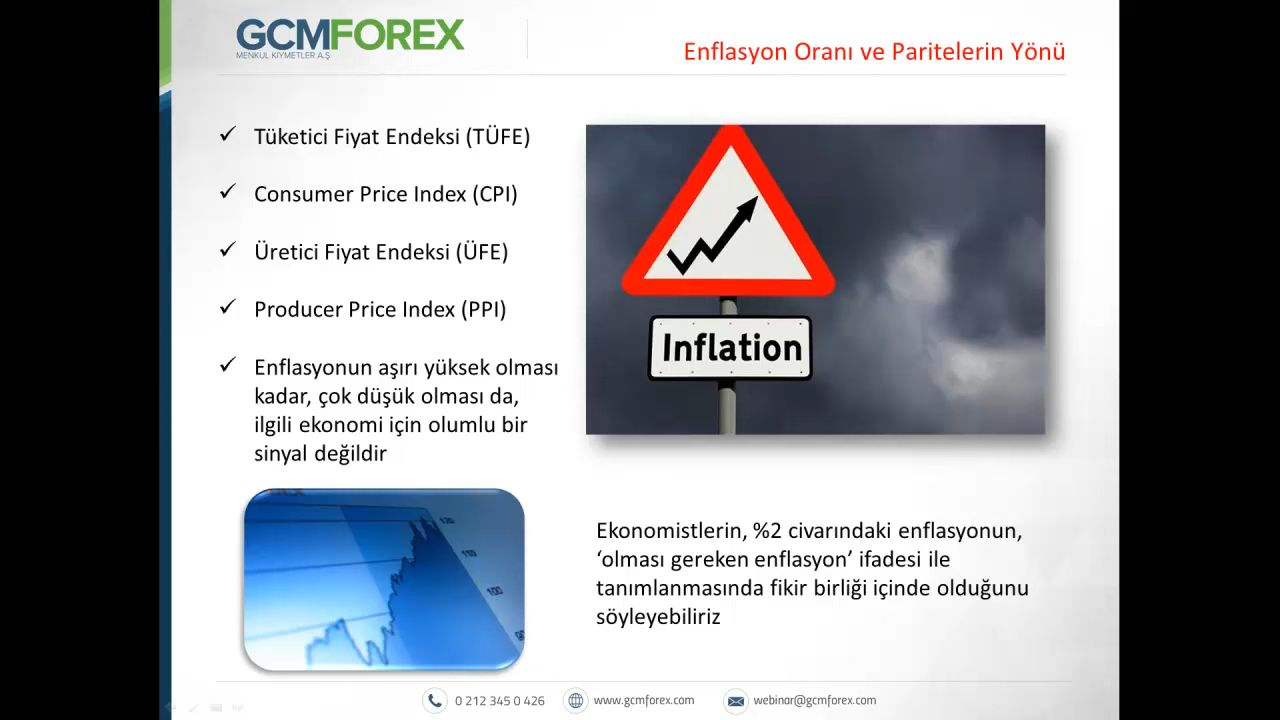 GCMFOREX
MENKUL KIYMETLER A.Ş
Enflasyon Oranı ve Paritelerin Yönü
Tüketici Fiyat Endeksi (TÜFE)
Consumer Price Index (CPI)
Üretici Fiyat Endeksi (ÜFE)
Producer Price Index (PPI)
Enflasyonun aşırı yüksek olması
kadar, çok düşük olması da,
ilgili ekonomi için olumlu bir
sinyal değildir
Inflation
120
110
100
Ekonomistlerin, %2 civarındaki enflasyonun,
‘olması gereken enflasyon’ ifadesi ile
tanımlanmasında fikir birliği içinde olduğunu
söyleyebiliriz
0 212 345 0 426
www.gcmforex.com
webinar@gcmforex.com